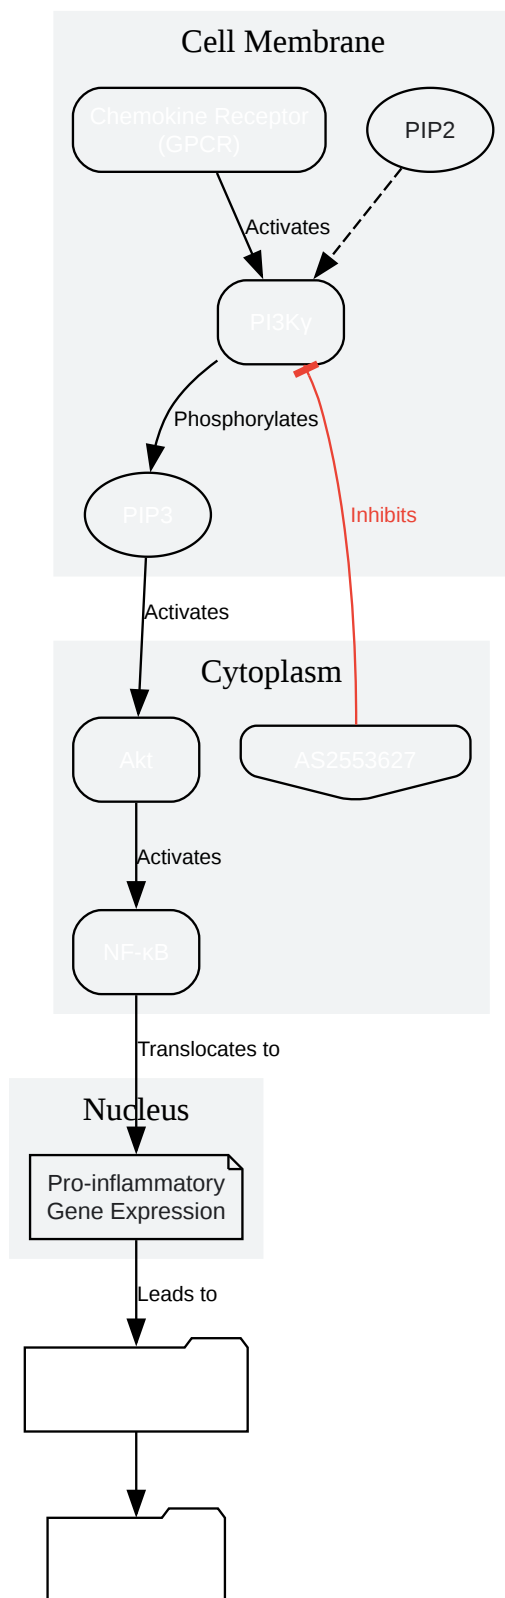 Cell Membrane
Chemokine Receptor
(GPCR)
PIP2
Activates
PI3Kγ
Phosphorylates
PIP3
Inhibits
Activates
Cytoplasm
Akt
AS2553627
Activates
NF-κB
Translocates to
Nucleus
Pro-inflammatory
Gene Expression
Leads to